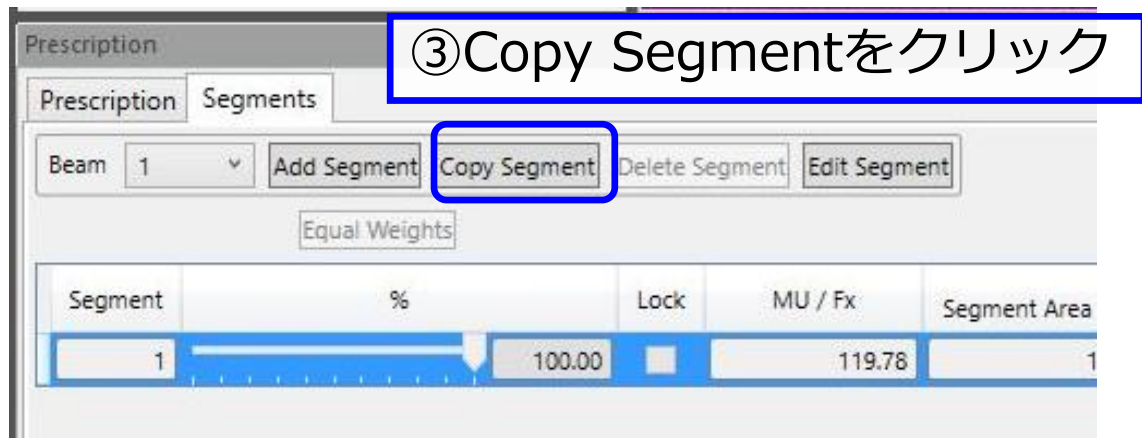 Prescription
③Copy Segmentをクリック
Prescription Segments
Beam 1 Add Segment Copy Segment Delete Segment Edit Segment
Equal Weights
Segment % Lock MU / Fx Segment Area
1 100.00 119.78 1